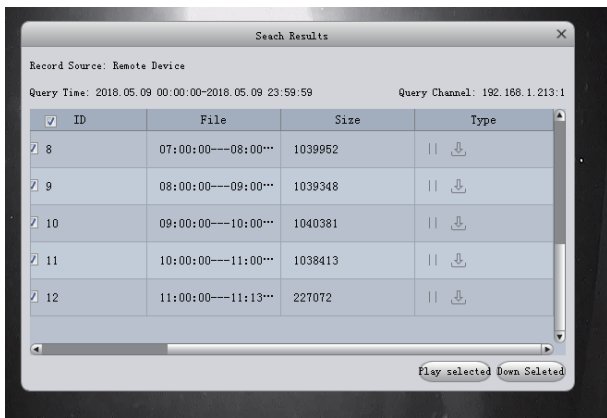 Seach Results
Record Source: Remote Device
Query Time: 2018.05.09 00:00:00-2018.05.09 23:59:59 Query Channel: 192.168.1.213:1
ID File Size Type
8 07:00:00---08:00··· 1039952
9 08:00:00---09:00··· 1039348
10 09:00:00---10:00··· 1040381
11 10:00:00---11:00··· 1038413
12 11:00:00---11:13··· 227072
Play selected Down Seleted